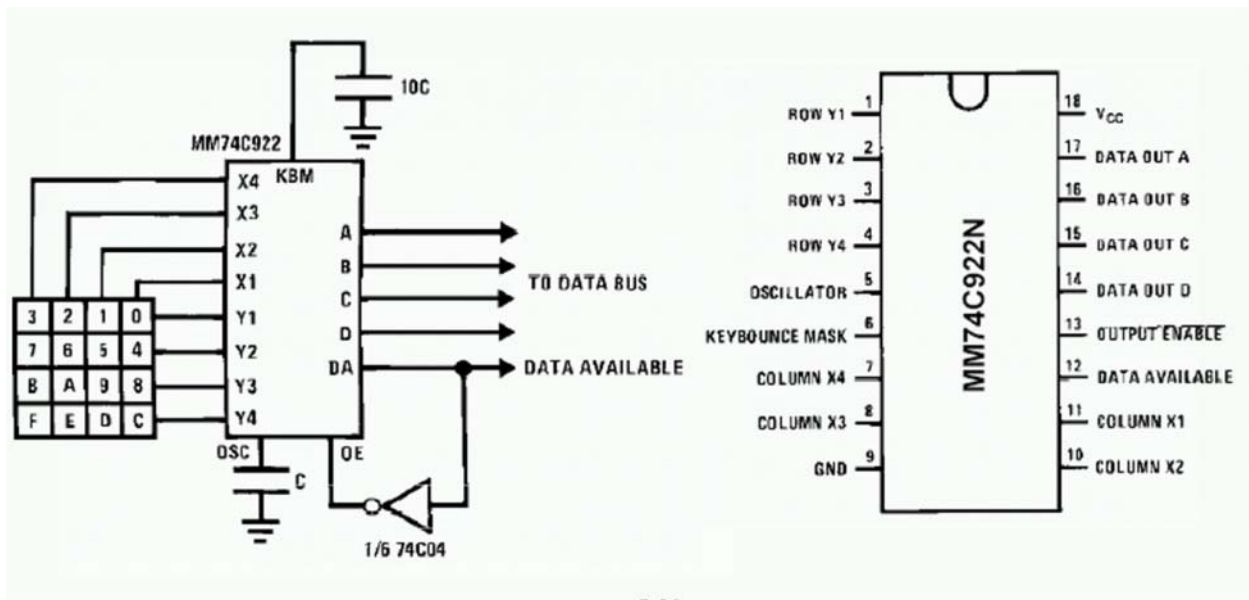 10C
MM74C922
X4
KBM
X3
X2
X1
Y1
Y2
Y3
Y4
A
B
C
D
DA
TO DATA BUS
DATA AVAILABLE
3 2 1 0
7 6 5 4
B A 9 8
F E D C
OSC
OE
C
1/6 74C04
ROW Y1 1
ROW Y2 2
ROW Y3 3
ROW Y4 4
OSCILLATOR 5
KEYBOUNCE MASK 6
COLUMN X4 7
COLUMN X3 8
GND 9
MM74C922N
18 VCC
17 DATA OUT A
16 DATA OUT B
15 DATA OUT C
14 DATA OUT D
13 OUTPUT ENABLE
12 DATA AVAILABLE
11 COLUMN X1
10 COLUMN X2